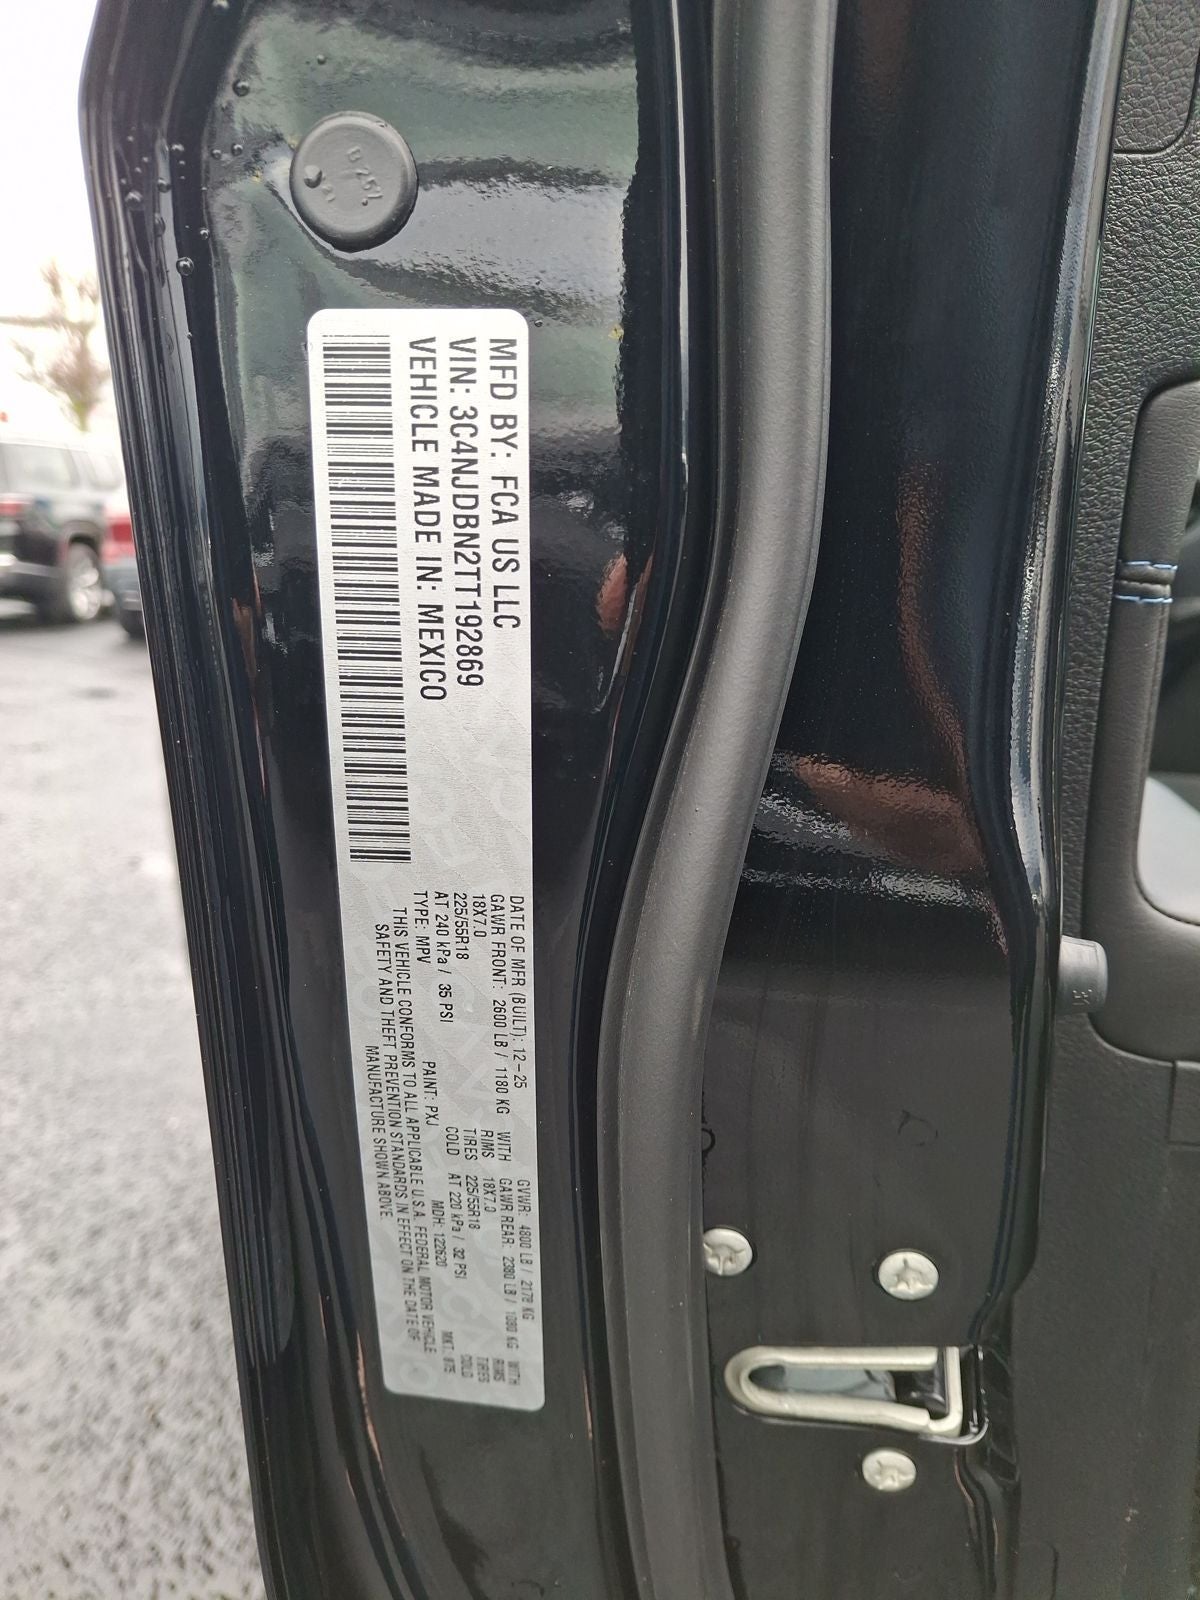 MFD BY: FCA US LLC
VIN: 3C4NJDBN2TT192869
VEHICLE MADE IN: MEXICO
DATE OF MFR (BUILT): 12-25 GVWR: 4800 LB / 2178 KG
GAWR FRONT: 2600 LB / 1180 KG WITH GAWR REAR: 2380 LB / 1080 KG WITH
18X7.0 RIMS 18X7.0 RIMS
225/55R18 TIRES 225/55R18 TIRES
AT 240 kPa / 35 PSI COLD AT 220 kPa / 32 PSI COLD
TYPE: MPV PAINT: PXJ MDH: 122620 MKT:
THIS VEHICLE CONFORMS TO ALL APPLICABLE U.S.A. FEDERAL MOTOR VEHICLE
SAFETY AND THEFT PREVENTION STANDARDS IN EFFECT ON THE DATE OF
MANUFACTURE SHOWN ABOVE.